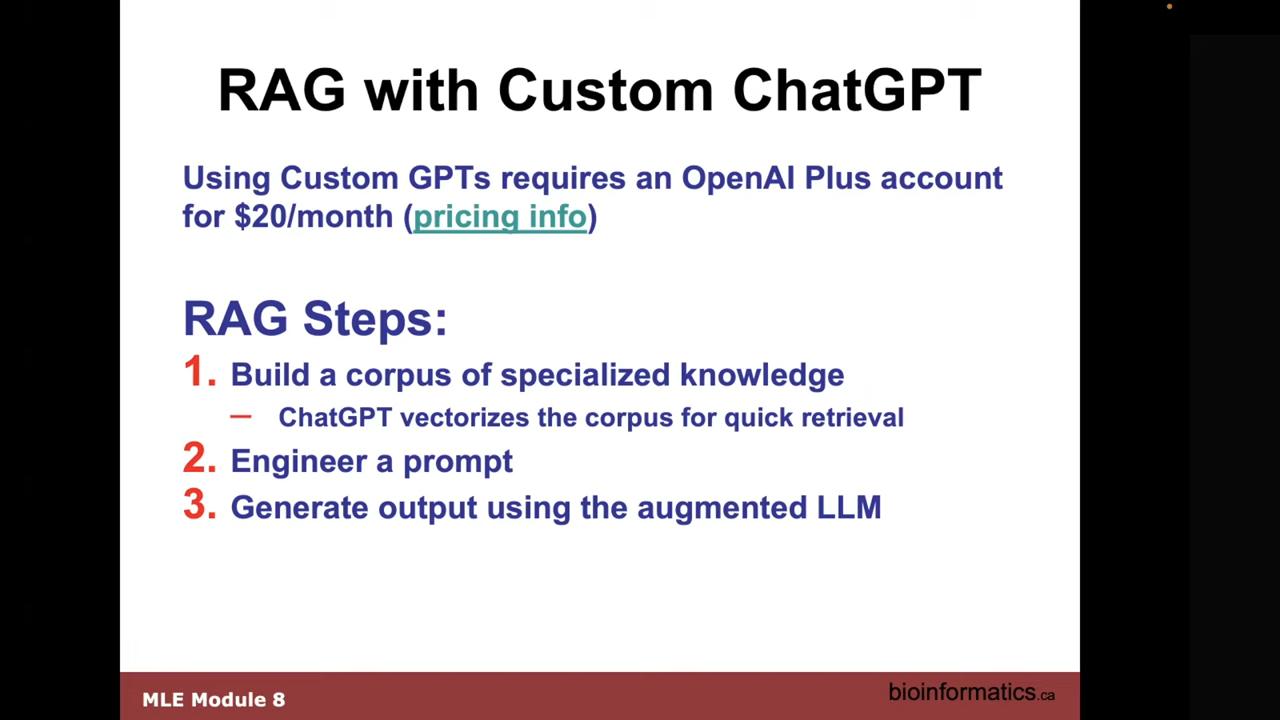 RAG with Custom ChatGPT
Using Custom GPTs requires an OpenAI Plus account
for $20/month (pricing info)
RAG Steps:
1. Build a corpus of specialized knowledge
– ChatGPT vectorizes the corpus for quick retrieval
2. Engineer a prompt
3. Generate output using the augmented LLM
MLE Module 8
bioinformatics.ca